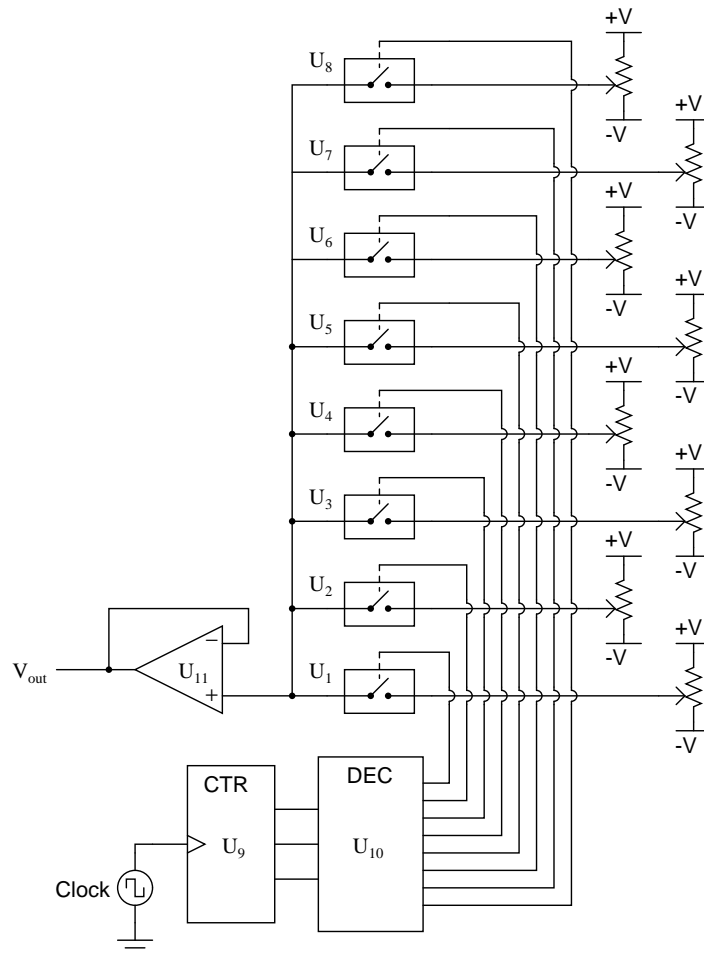 +V
U8
-V
+V
U7
-V
+V
U6
-V
+V
U5
-V
+V
U4
-V
+V
U3
-V
+V
U2
-V
+V
Vout
U11
− +
U1
-V
CTR
DEC
U9
U10
Clock